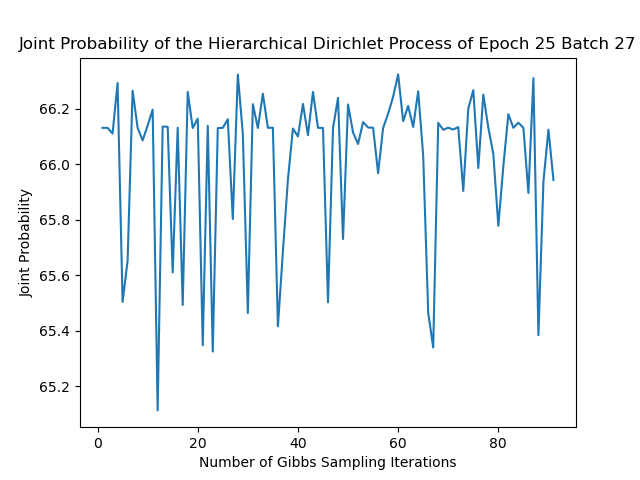 Joint Probability of the Hierarchical Dirichlet Process of Epoch 25 Batch 27
66.2
66.0
65.8
65.6
65.4
65.2
Joint Probability
0 20 40 60 80
Number of Gibbs Sampling Iterations